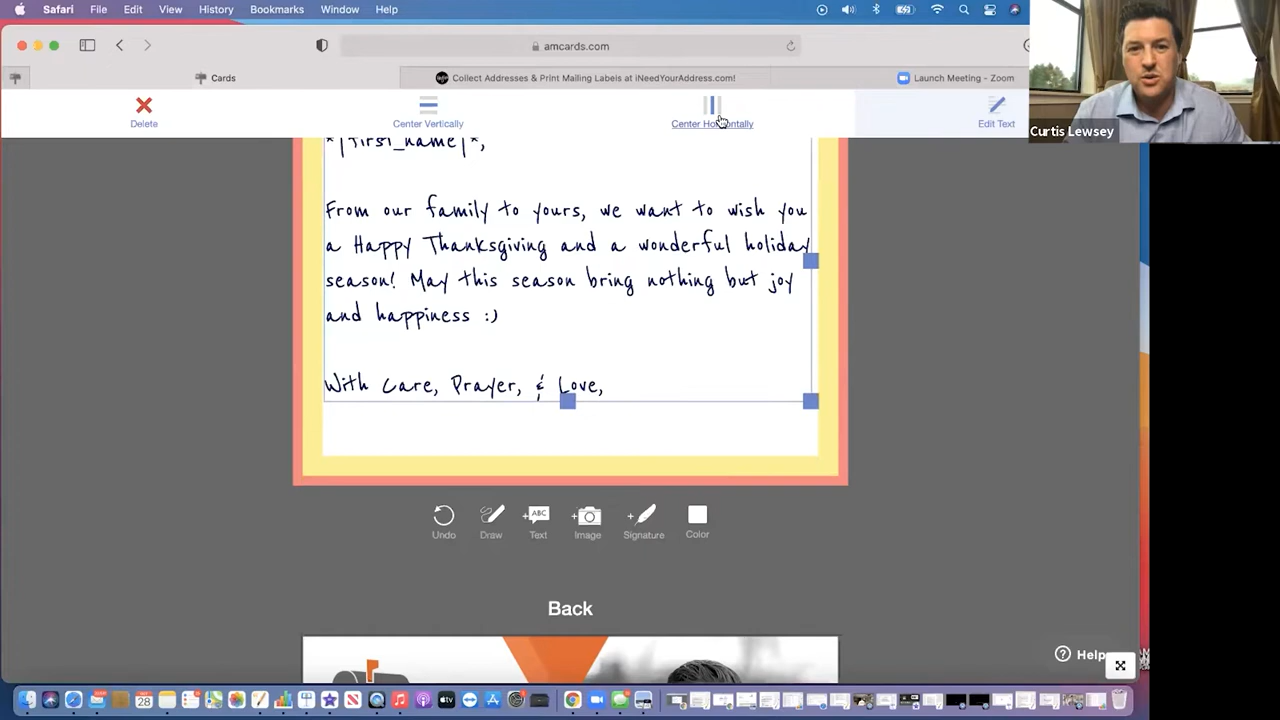 Safari File Edit View History Bookmarks Window Help
amcards.com
Cards
Collect Addresses & Print Mailing Labels at iNeedYourAddress.com!
Launch Meeting - Zoom
Delete
Center Vertically
Center Horizontally
Edit Text
Curtis Lewsey
*|first_name|*,
From our family to yours, we want to wish you
a Happy Thanksgiving and a wonderful holiday
season! May this season bring nothing but joy
and happiness :)
With Care, Prayer, & Love,
Undo
Draw
ABC
Text
Image
Signature
Color
Back
Help
28